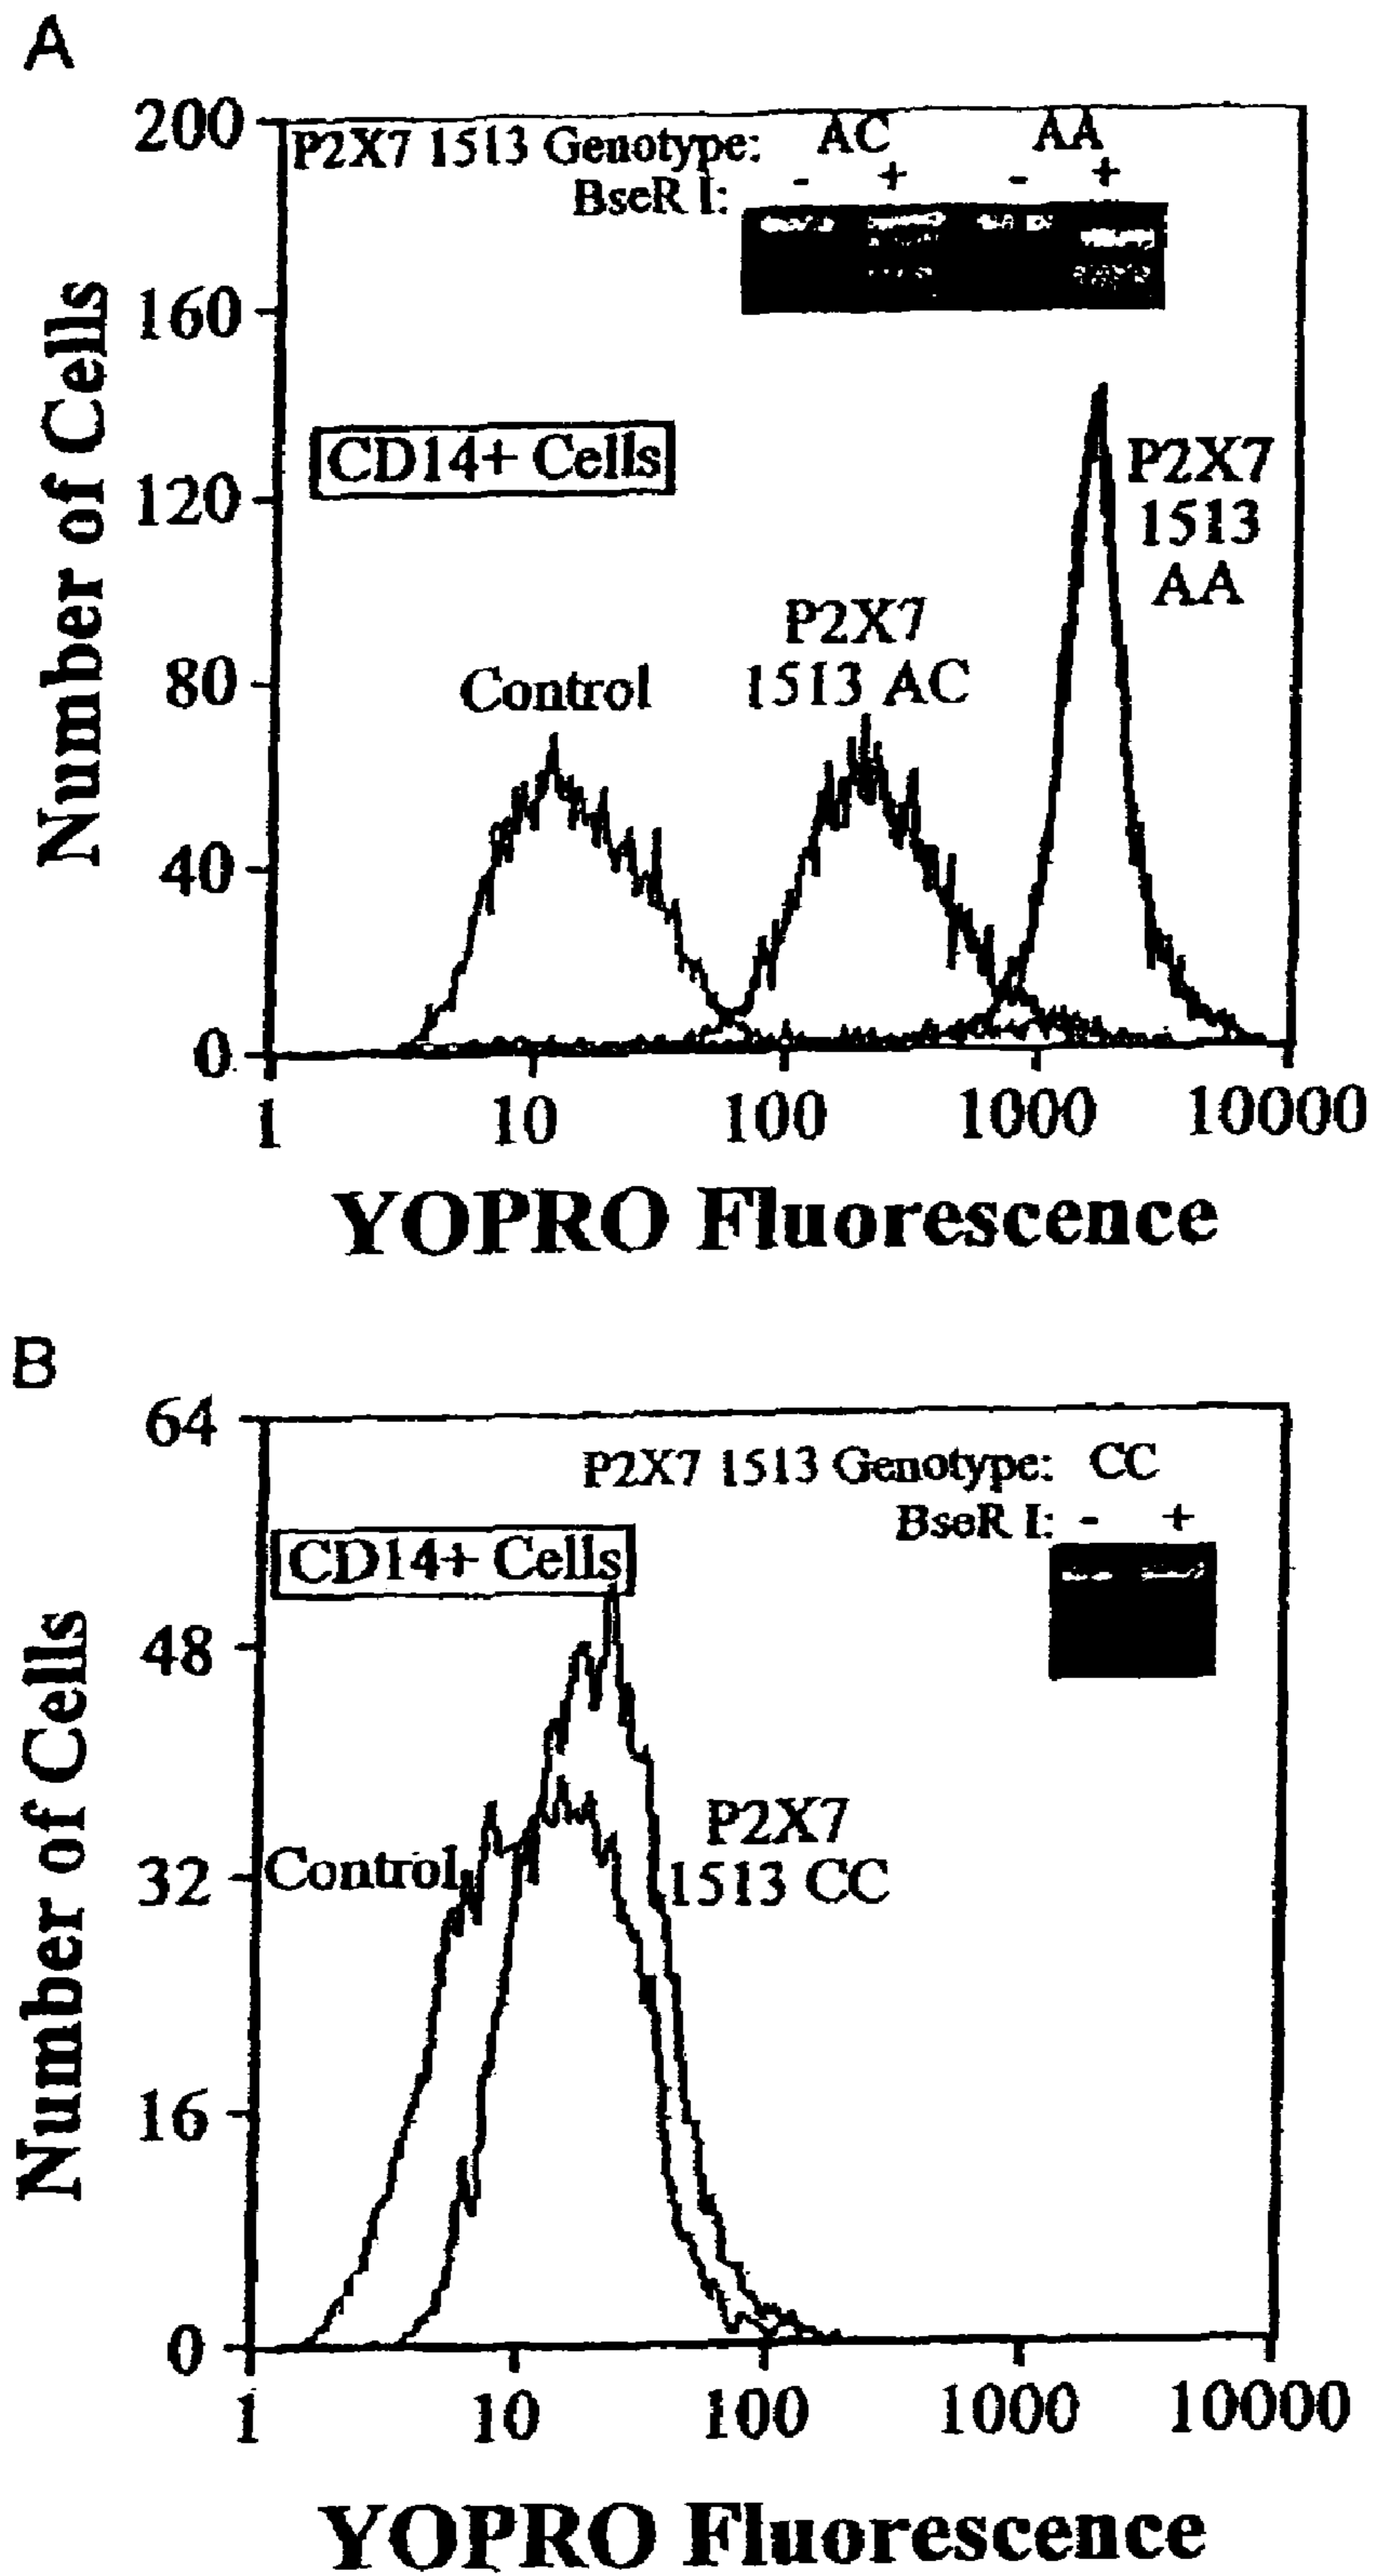 A
200
P2X7 1513 Genotype: AC AA
BseR I: - + - +
160
CD14+ Cells
120
P2X7
1513
AA
P2X7
1513 AC
Control
80
40
0
1 10 100 1000 10000
Number of Cells
YOPRO Fluorescence
B
64
P2X7 1513 Genotype: CC
BseR I: - +
CD14+ Cells
48
P2X7
1513 CC
Control
32
16
0
1 10 100 1000 10000
Number of Cells
YOPRO Fluorescence